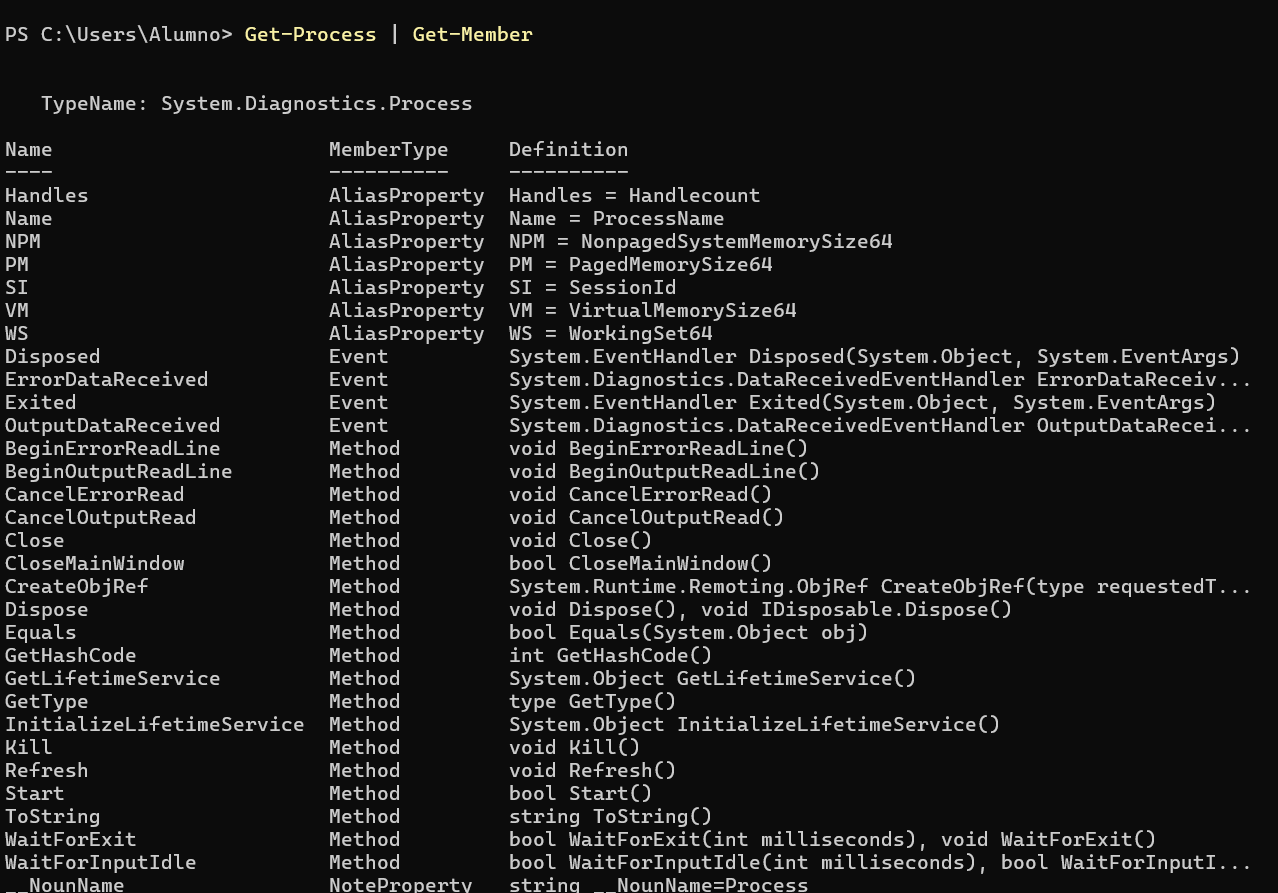 PS C:\Users\Alumno> Get-Process | Get-Member
TypeName: System.Diagnostics.Process
Name                       MemberType     Definition
----                       ----------     ----------
Handles                    AliasProperty  Handles = Handlecount
Name                       AliasProperty  Name = ProcessName
NPM                        AliasProperty  NPM = NonpagedSystemMemorySize64
PM                         AliasProperty  PM = PagedMemorySize64
SI                         AliasProperty  SI = SessionId
VM                         AliasProperty  VM = VirtualMemorySize64
WS                         AliasProperty  WS = WorkingSet64
Disposed                   Event          System.EventHandler Disposed(System.Object, System.EventArgs)
ErrorDataReceived          Event          System.Diagnostics.DataReceivedEventHandler ErrorDataReceiv...
Exited                     Event          System.EventHandler Exited(System.Object, System.EventArgs)
OutputDataReceived         Event          System.Diagnostics.DataReceivedEventHandler OutputDataRecei...
BeginErrorReadLine         Method         void BeginErrorReadLine()
BeginOutputReadLine        Method         void BeginOutputReadLine()
CancelErrorRead            Method         void CancelErrorRead()
CancelOutputRead           Method         void CancelOutputRead()
Close                      Method         void Close()
CloseMainWindow            Method         bool CloseMainWindow()
CreateObjRef               Method         System.Runtime.Remoting.ObjRef CreateObjRef(type requestedT...
Dispose                    Method         void Dispose(), void IDisposable.Dispose()
Equals                     Method         bool Equals(System.Object obj)
GetHashCode                Method         int GetHashCode()
GetLifetimeService         Method         System.Object GetLifetimeService()
GetType                    Method         type GetType()
InitializeLifetimeService  Method         System.Object InitializeLifetimeService()
Kill                       Method         void Kill()
Refresh                    Method         void Refresh()
Start                      Method         bool Start()
ToString                   Method         string ToString()
WaitForExit                Method         bool WaitForExit(int milliseconds), void WaitForExit()
WaitForInputIdle           Method         bool WaitForInputIdle(int milliseconds), bool WaitForInputI...
__NounName                 NoteProperty   string __NounName=Process